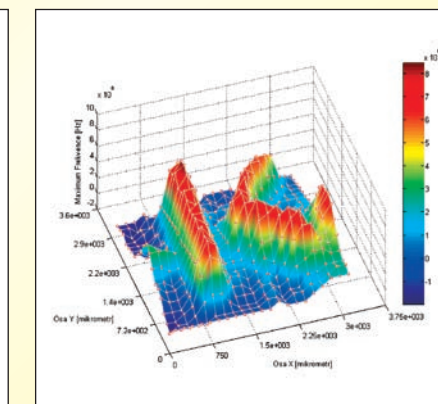 x 10
10
8
6
4
2
0
-2
Maximum Frekvence [Hz]
3.6e+003
2.9e+003
2.2e+003
1.4e+003
7.2e+002
0
Osa Y [mikrometr]
0
750
1.5e+003
2.25e+003
3e+003
3.75e+003
Osa X [mikrometr]
x 10
8
7
6
5
4
3
2
1
0
-1